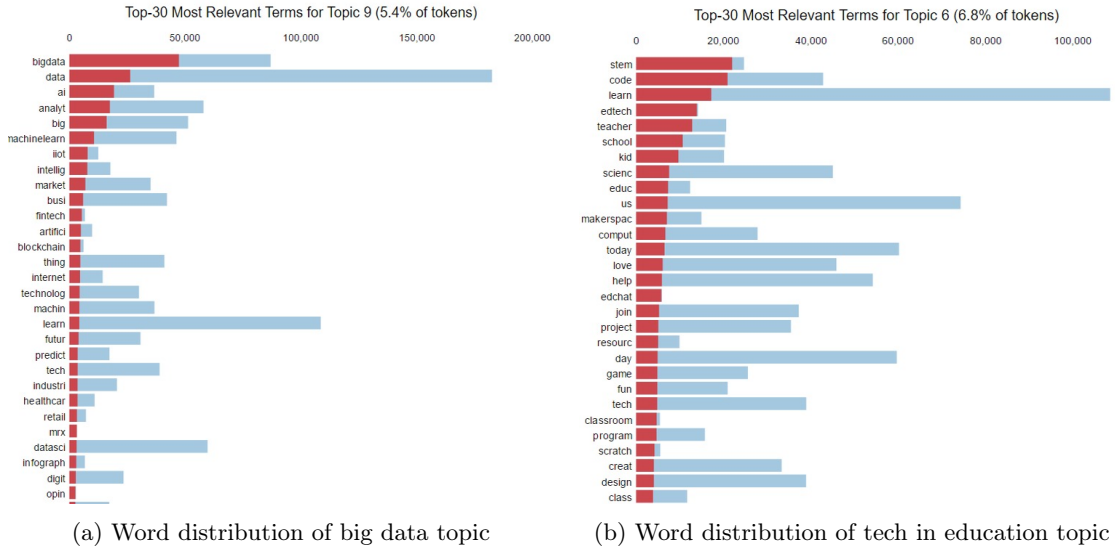 Top-30 Most Relevant Terms for Topic 9 (5.4% of tokens)
0 50,000 100,000 150,000 200,000
bigdata
data
ai
analyt
big
machinelearn
iiot
intellig
market
busi
fintech
artifici
blockchain
thing
internet
technolog
machin
learn
futur
predict
tech
industri
healthcar
retail
mrx
datasci
infograph
digit
opin
(a) Word distribution of big data topic
Top-30 Most Relevant Terms for Topic 6 (6.8% of tokens)
0 20,000 40,000 60,000 80,000 100,000
stem
code
learn
edtech
teacher
school
kid
scienc
educ
us
makerspac
comput
today
love
help
edchat
join
project
resourc
day
game
fun
tech
classroom
program
scratch
creat
design
class
(b) Word distribution of tech in education topic